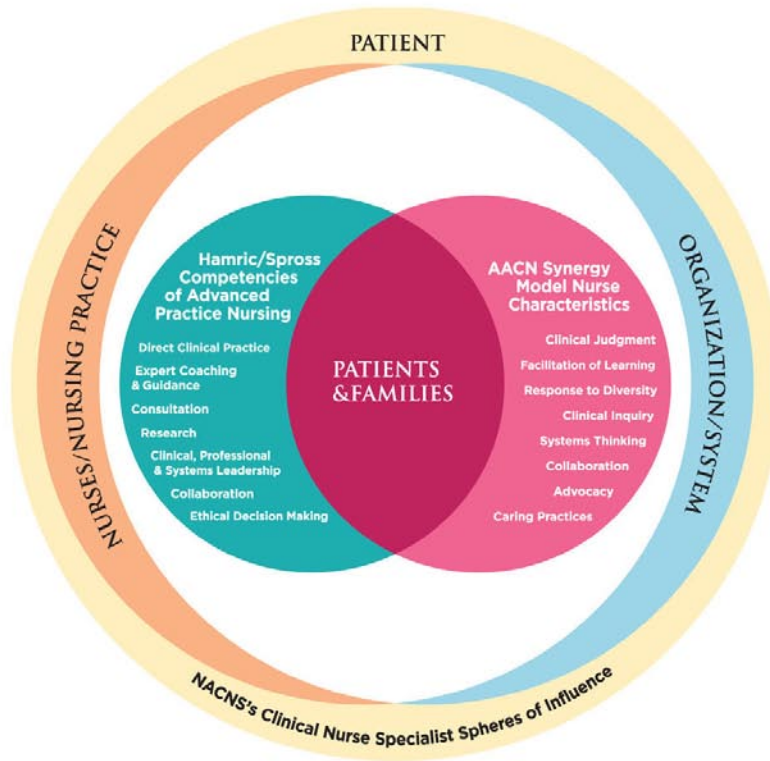 PATIENT
NURSES/NURSING PRACTICE
ORGANIZATION/SYSTEM
Hamric/Spross
Competencies
of Advanced
Practice Nursing
Direct Clinical Practice
Expert Coaching
& Guidance
Consultation
Research
Clinical, Professional
& Systems Leadership
Collaboration
Ethical Decision Making
PATIENTS
&FAMILIES
AACN Synergy
Model Nurse
Characteristics
Clinical Judgment
Facilitation of Learning
Response to Diversity
Clinical Inquiry
Systems Thinking
Collaboration
Advocacy
Caring Practices
NACNS's Clinical Nurse Specialist Spheres of Influence